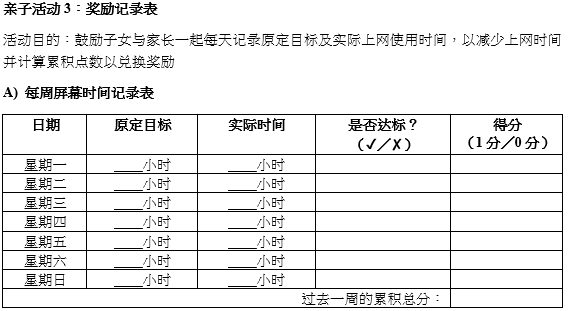 亲子活动 3：奖励记录表
活动目的：鼓励子女与家长一起每天记录原定目标及实际上网使用时间，以减少上网时间
并计算累积点数以兑换奖励
A) 每周屏幕时间记录表
日期 原定目标 实际时间 是否达标？ 得分
（✓／✗） （1 分／0 分）
星期一 ____小时 ____小时
星期二 ____小时 ____小时
星期三 ____小时 ____小时
星期四 ____小时 ____小时
星期五 ____小时 ____小时
星期六 ____小时 ____小时
星期日 ____小时 ____小时
过去一周的累积总分：